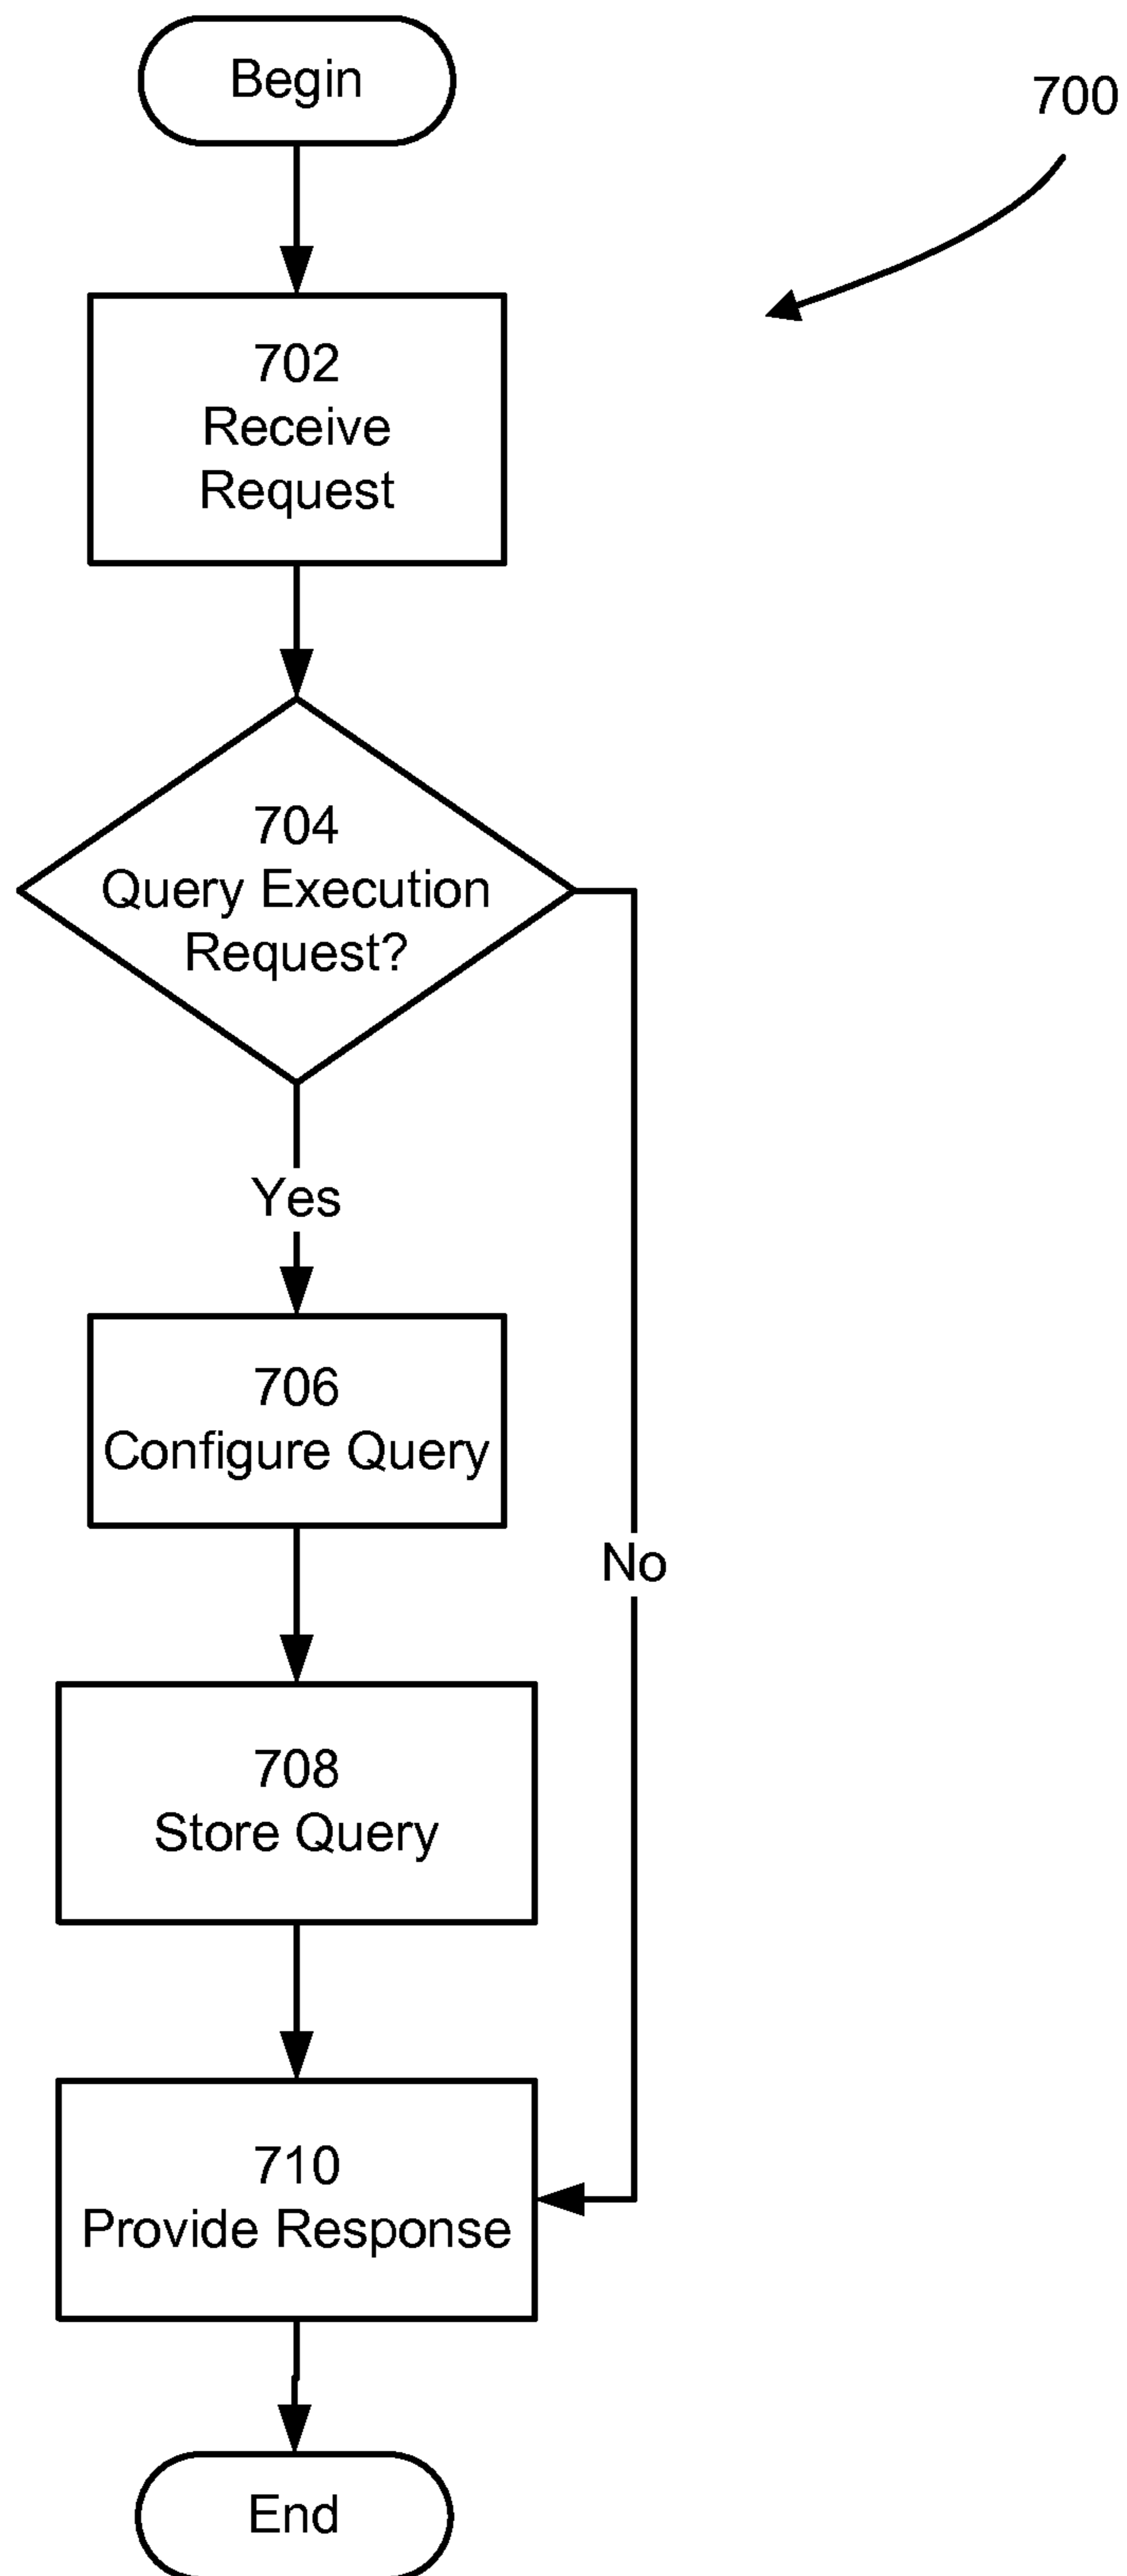 Begin
700
702
Receive
Request
704
Query Execution
Request?
Yes
706
Configure Query
No
708
Store Query
710
Provide Response
End